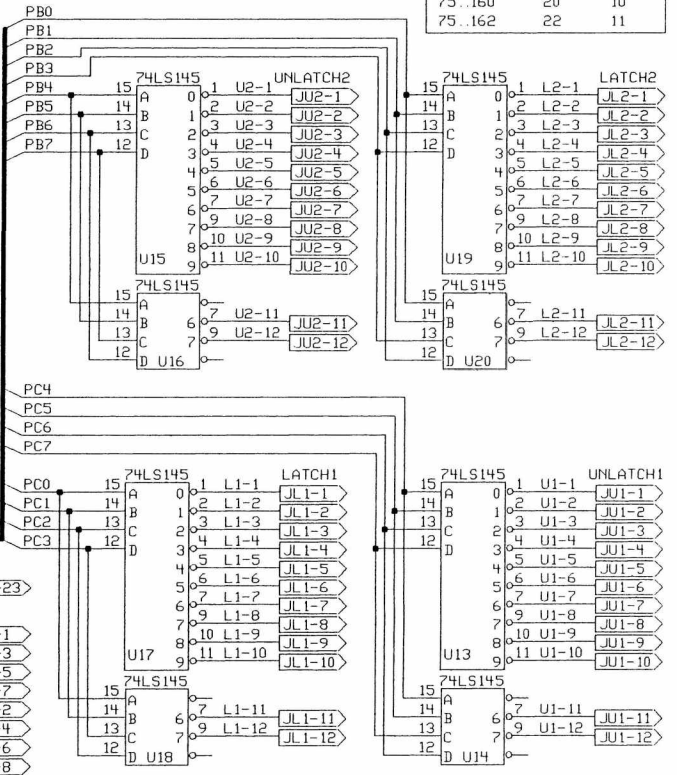 75..160 20 10
75..162 22 11
PB0
PB1
PB2
PB3
PB4
PB5
PB6
PB7
74LS145 UNLATCH2
15 A 0 1 U2-1 JU2-1
14 B 1 2 U2-2 JU2-2
13 C 2 3 U2-3 JU2-3
12 D 3 4 U2-4 JU2-4
4 5 U2-5 JU2-5
5 6 U2-6 JU2-6
6 7 U2-7 JU2-7
7 9 U2-8 JU2-8
8 10 U2-9 JU2-9
U15 9 11 U2-10 JU2-10
74LS145
15 A
14 B 6 7 U2-11 JU2-11
13 C 7 9 U2-12 JU2-12
12 D U16
74LS145 LATCH2
15 A 0 1 L2-1 JL2-1
14 B 1 2 L2-2 JL2-2
13 C 2 3 L2-3 JL2-3
12 D 3 4 L2-4 JL2-4
4 5 L2-5 JL2-5
5 6 L2-6 JL2-6
6 7 L2-7 JL2-7
7 9 L2-8 JL2-8
8 10 L2-9 JL2-9
U19 9 11 L2-10 JL2-10
74LS145
15 A
14 B 6 7 L2-11 JL2-11
13 C 7 9 L2-12 JL2-12
12 D U20
PC4
PC5
PC6
PC7
PC0
PC1
PC2
PC3
74LS145 LATCH1
15 A 0 1 L1-1 JL1-1
14 B 1 2 L1-2 JL1-2
13 C 2 3 L1-3 JL1-3
12 D 3 4 L1-4 JL1-4
4 5 L1-5 JL1-5
5 6 L1-6 JL1-6
6 7 L1-7 JL1-7
7 9 L1-8 JL1-8
8 10 L1-9 JL1-9
U17 9 11 L1-10 JL1-10
74LS145
15 A
14 B 6 7 L1-11 JL1-11
13 C 7 9 L1-12 JL1-12
12 D U18
74LS145 UNLATCH1
15 A 0 1 U1-1 JU1-1
14 B 1 2 U1-2 JU1-2
13 C 2 3 U1-3 JU1-3
12 D 3 4 U1-4 JU1-4
4 5 U1-5 JU1-5
5 6 U1-6 JU1-6
6 7 U1-7 JU1-7
7 9 U1-8 JU1-8
8 10 U1-9 JU1-9
U13 9 11 U1-10 JU1-10
74LS145
15 A
14 B 6 7 U1-11 JU1-11
13 C 7 9 U1-12 JU1-12
12 D U14
-23
-1
-3
-5
-7
-2
-4
-6
-8